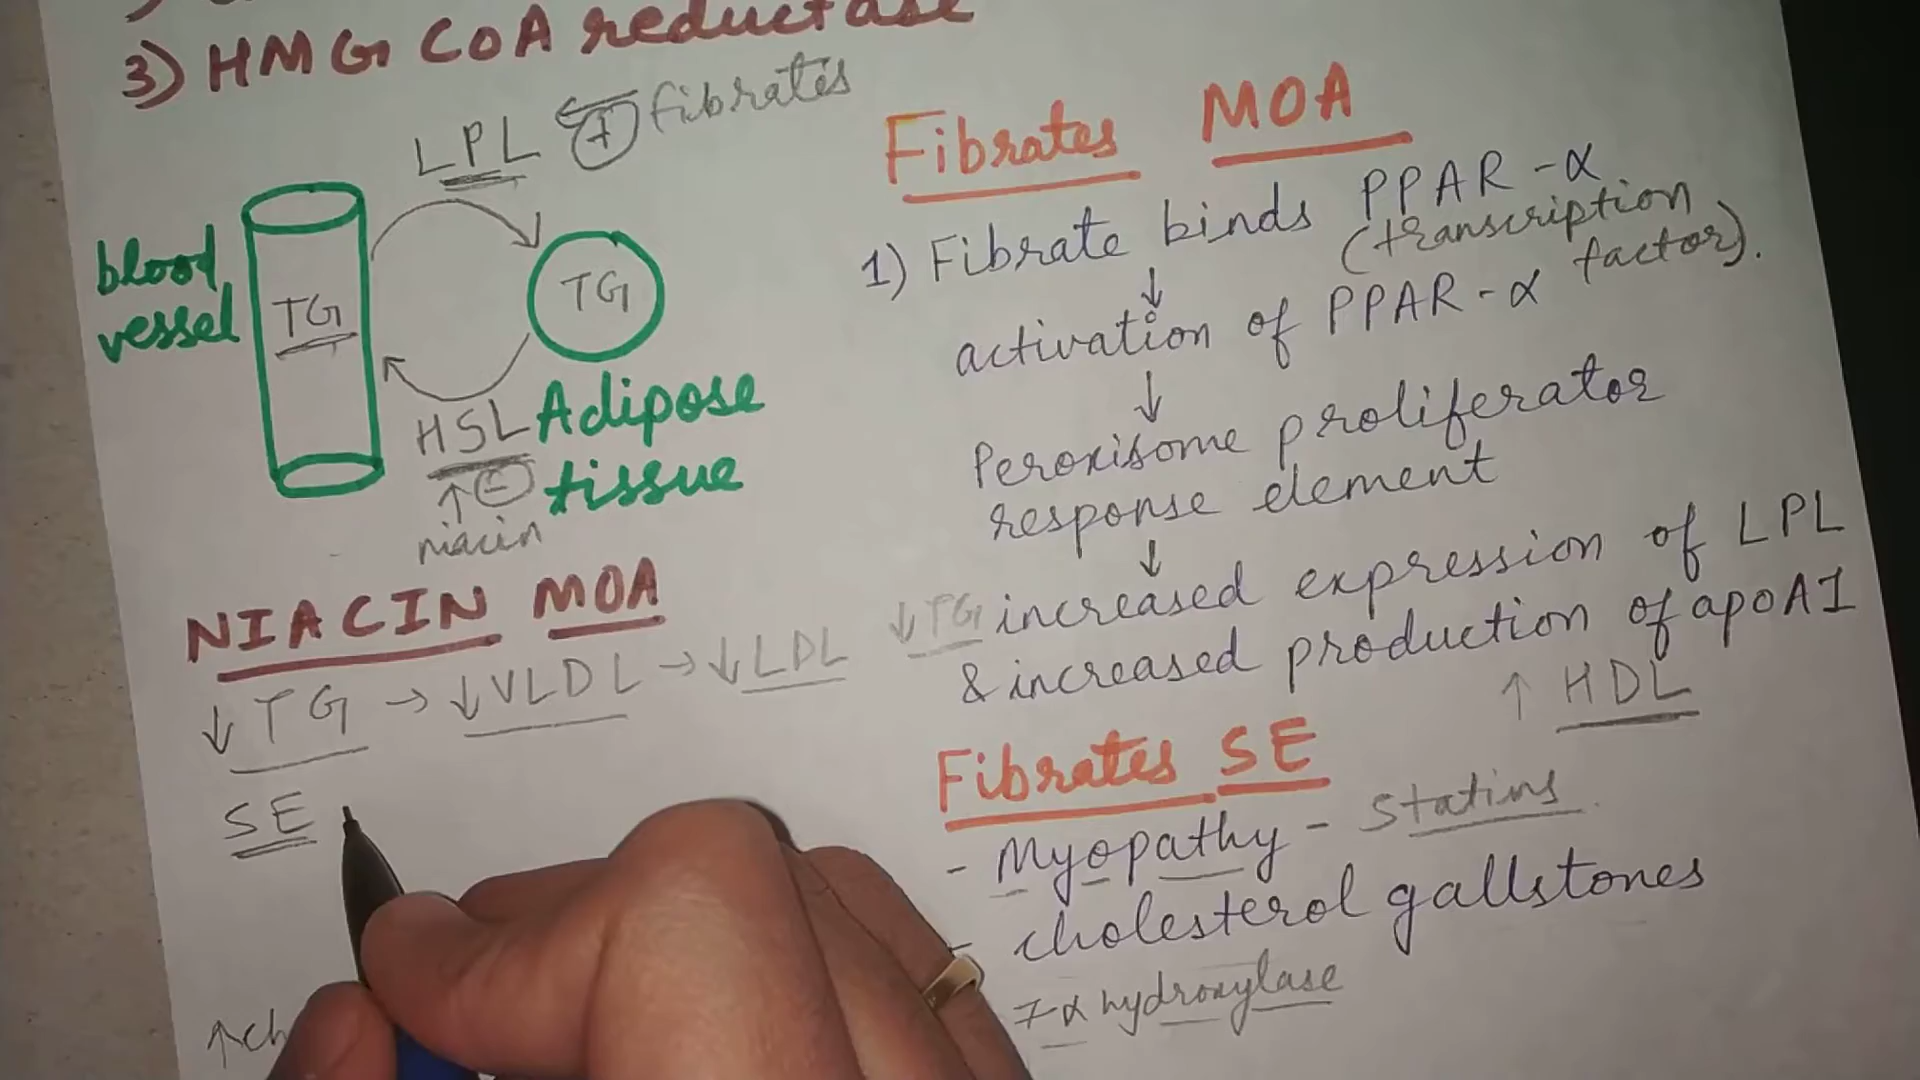 3) HMG COA reductase
LPL ← + fibrates
blood
vessel
TG
TG
HSL
Adipose
tissue
↑ -
niacin
NIACIN MOA
↓TG → ↓VLDL → ↓LDL
SE
↑ch
Fibrates MOA
1) Fibrate binds PPAR-α
(transcription
factor).
↓
activation of PPAR-α
↓
Peroxisome proliferator
response element
↓
↓TG increased expression of LPL
& increased production of apoA1
↑ HDL
Fibrates SE
- Myopathy - Statins
- cholesterol gallstones
7α hydroxylase